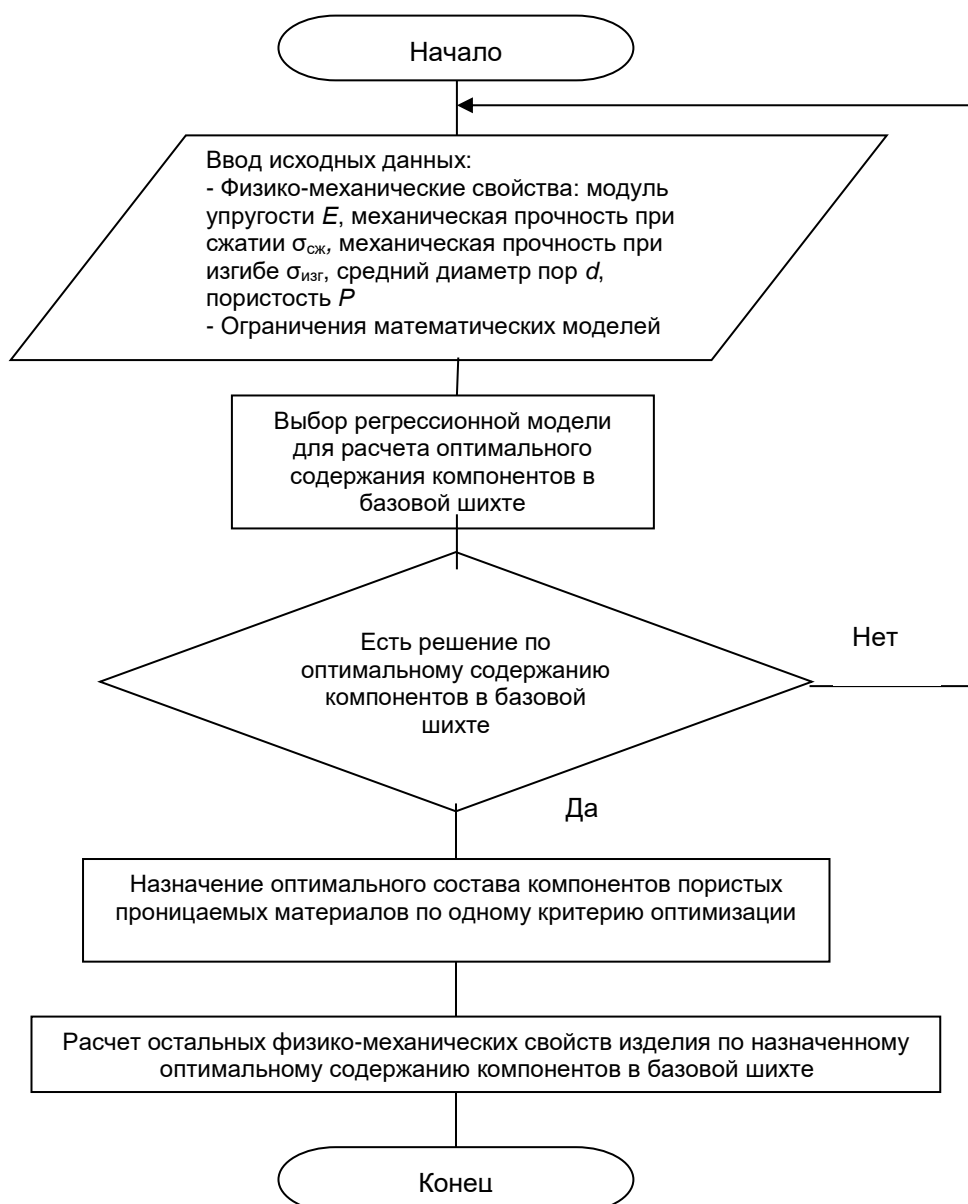 Начало
Ввод исходных данных:
- Физико-механические свойства: модуль
упругости E, механическая прочность при
сжатии σсж, механическая прочность при
изгибе σизг, средний диаметр пор d,
пористость P
- Ограничения математических моделей
Выбор регрессионной модели
для расчета оптимального
содержания компонентов в
базовой шихте
Есть решение по
оптимальному содержанию
компонентов в базовой
шихте
Нет
Да
Назначение оптимального состава компонентов пористых
проницаемых материалов по одному критерию оптимизации
Расчет остальных физико-механических свойств изделия по назначенному
оптимальному содержанию компонентов в базовой шихте
Конец